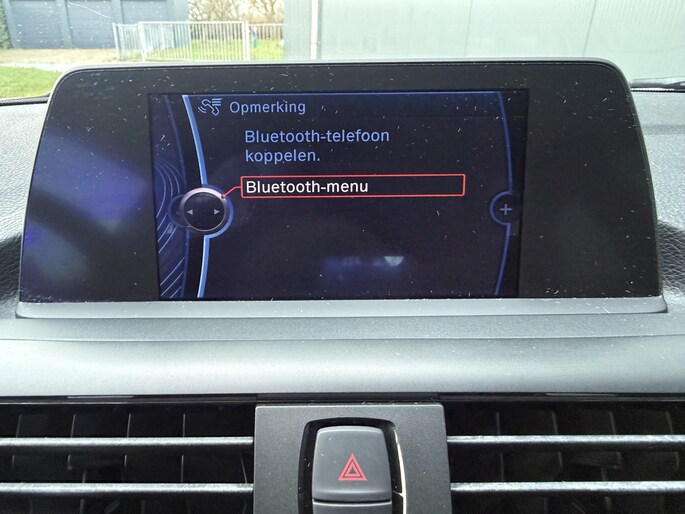 Opmerking
Bluetooth-telefoon
koppelen.
Bluetooth-menu